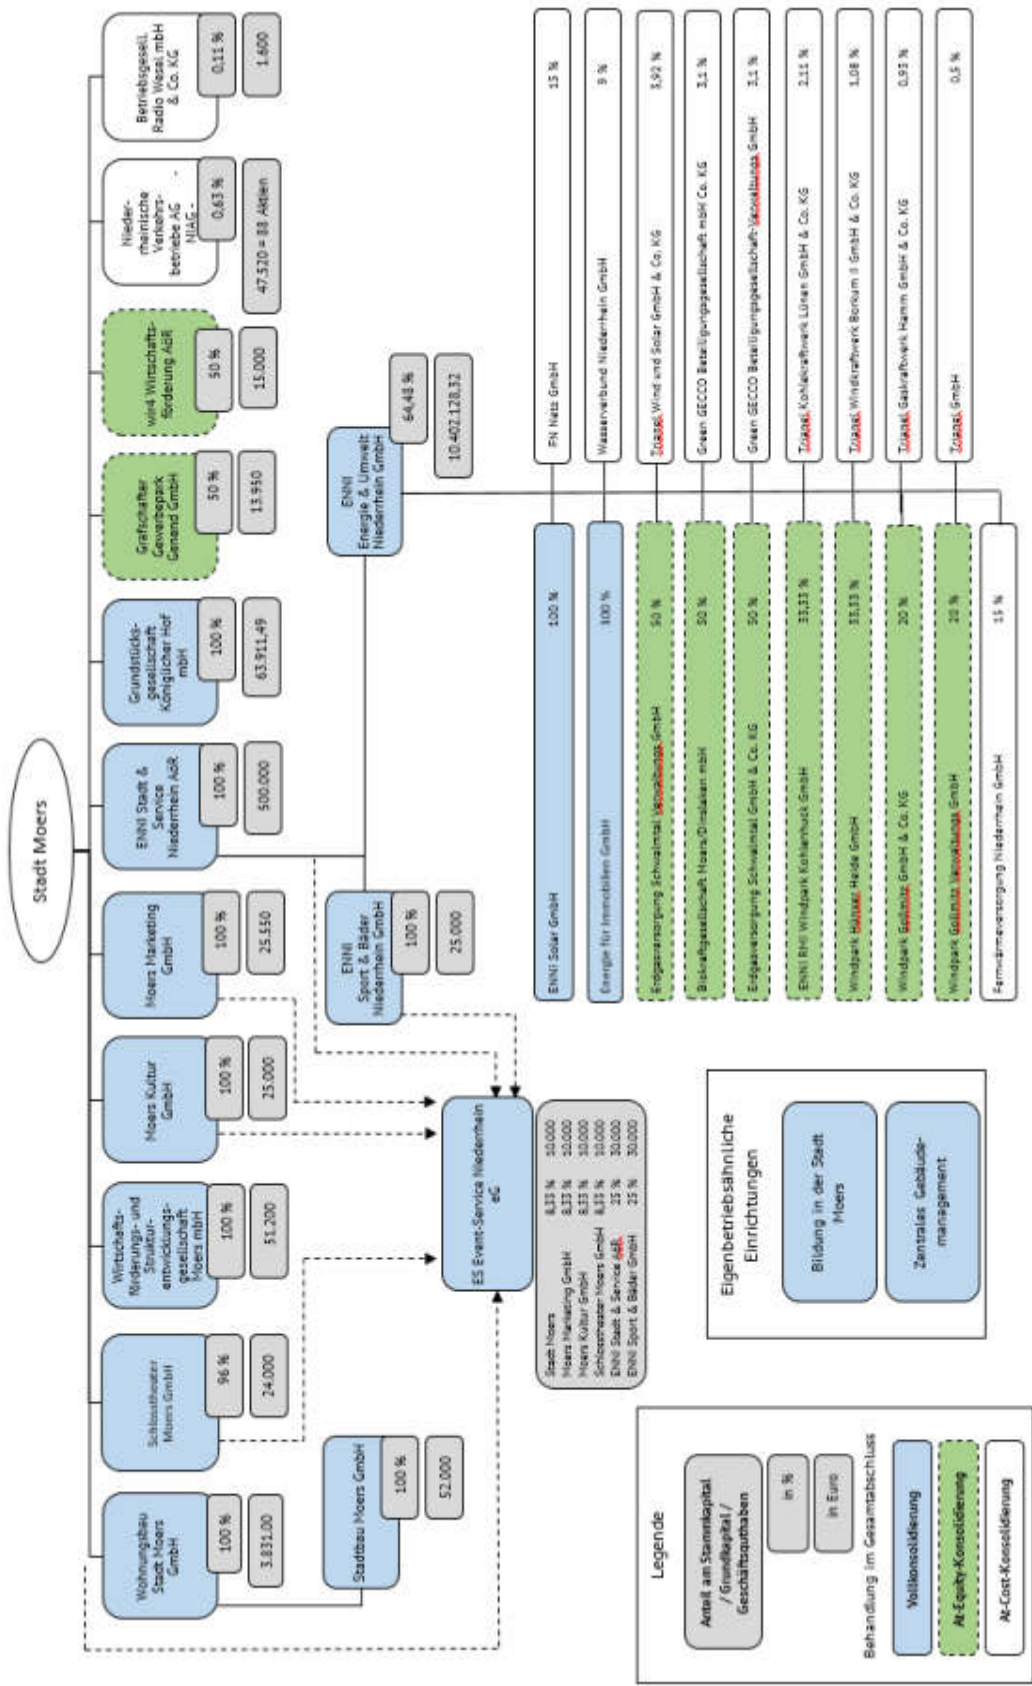 Stadt Moers
Wohnungsbau
Stadt Moers
GmbH
100 %
3.831.00
Schlosstheater
Moers GmbH
96 %
24.000
Wirtschafts-
förderungs- und
Struktur-
entwicklungs-
gesellschaft
Moers mbH
100 %
51.200
Moers Kultur
GmbH
100 %
25.000
Moers Marketing
GmbH
100 %
25.550
ENNI Stadt &
Service
Niederrhein AöR
100 %
500.000
Grundstücks-
gesellschaft
Königlicher Hof
mbH
100 %
63.911,49
Grafschafter
Gewerbepark
Genend GmbH
50 %
13.950
wir4 Wirtschafts-
förderung AöR
50 %
15.000
Nieder-
rheinische
Verkehrs-
betriebe AG -
NIAG -
0,63 %
47.520 = 88 Aktien
Betriebsgesell.
Radio Wesel mbH
& Co. KG
0,11 %
1.600
Stadtbau Moers GmbH
100 %
52.000
ENNI
Sport & Bäder
Niederrhein GmbH
100 %
25.000
ENNI
Energie & Umwelt
Niederrhein GmbH
64,48 %
10.402.128,32
ES Event-Service Niederrhein
eG
Stadt Moers 8,33 % 10.000
Moers Marketing GmbH 8,33 % 10.000
Moers Kultur GmbH 8,33 % 10.000
Schlosstheater Moers GmbH 8,33 % 10.000
ENNI Stadt & Service AöR 25 % 30.000
ENNI Sport & Bäder GmbH 25 % 30.000
ENNI Solar GmbH 100 %
FN Netz GmbH 15 %
Energie für Immobilien GmbH 100 %
Wasserverbund Niederrhein GmbH 9 %
Erdgasversorgung Schwalmtal Verwaltungs GmbH 50 %
Trianel Wind und Solar GmbH & Co. KG 3,92 %
Biokraftgesellschaft Moers/Dinslaken mbH 50 %
Green GECCO Beteiligungsgesellschaft mbH Co. KG 3,1 %
Erdgasversorgung Schwalmtal GmbH & Co. KG 50 %
Green GECCO Beteiligungsgesellschaft-Verwaltungs GmbH 3,1 %
ENNI RMI Windpark Kohlenhuck GmbH 33,33 %
Trianel Kohlekraftwerk Lünen GmbH & Co. KG 2,11 %
Windpark Hünxer Heide GmbH 33,33 %
Trianel Windkraftwerk Borkum II GmbH & Co. KG 1,08 %
Windpark Gollmitz GmbH & Co. KG 20 %
Trianel Gaskraftwerk Hamm GmbH & Co. KG 0,93 %
Windpark Gollmitz Verwaltungs GmbH 20 %
Trianel GmbH 0,5 %
Fernwärmeversorgung Niederrhein GmbH 15 %
Eigenbetriebsähnliche
Einrichtungen
Bildung in der Stadt
Moers
Zentrales Gebäude-
management
Legende
Anteil am Stammkapital
/ Grundkapital /
Geschäftsguthaben
in %
in Euro
Behandlung im Gesamtabschluss
Vollkonsolidierung
At-Equity-Konsolidierung
At-Cost-Konsolidierung